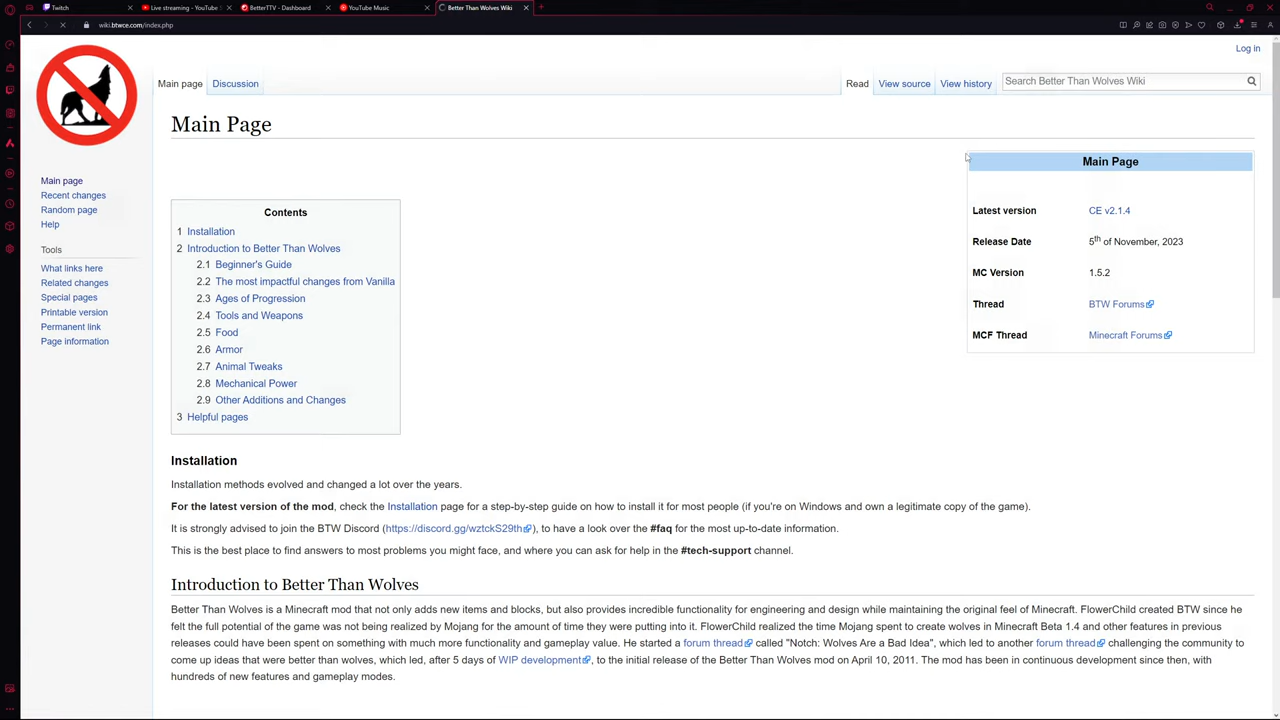 Twitch
Live streaming - YouTube S
BetterTTV - Dashboard
YouTube Music
Better Than Wolves Wiki
wiki.btwce.com/index.php
Log in
Main page
Discussion
Read
View source
View history
Search Better Than Wolves Wiki
Main Page
Main page
Recent changes
Random page
Help
Tools
What links here
Related changes
Special pages
Printable version
Permanent link
Page information
Contents
1 Installation
2 Introduction to Better Than Wolves
2.1 Beginner's Guide
2.2 The most impactful changes from Vanilla
2.3 Ages of Progression
2.4 Tools and Weapons
2.5 Food
2.6 Armor
2.7 Animal Tweaks
2.8 Mechanical Power
2.9 Other Additions and Changes
3 Helpful pages
Main Page
Latest version CE v2.1.4
Release Date 5th of November, 2023
MC Version 1.5.2
Thread BTW Forums
MCF Thread Minecraft Forums
Installation
Installation methods evolved and changed a lot over the years.
For the latest version of the mod, check the Installation page for a step-by-step guide on how to install it for most people (if you're on Windows and own a legitimate copy of the game).
It is strongly advised to join the BTW Discord (https://discord.gg/wztckS29th), to have a look over the #faq for the most up-to-date information.
This is the best place to find answers to most problems you might face, and where you can ask for help in the #tech-support channel.
Introduction to Better Than Wolves
Better Than Wolves is a Minecraft mod that not only adds new items and blocks, but also provides incredible functionality for engineering and design while maintaining the original feel of Minecraft. FlowerChild created BTW since he
felt the full potential of the game was not being realized by Mojang for the amount of time they were putting into it. FlowerChild realized the time Mojang spent to create wolves in Minecraft Beta 1.4 and other features in previous
releases could have been spent on something with much more functionality and gameplay value. He started a forum thread called "Notch: Wolves Are a Bad Idea", which led to another forum thread challenging the community to
come up ideas that were better than wolves, which led, after 5 days of WIP development, to the initial release of the Better Than Wolves mod on April 10, 2011. The mod has been in continuous development since then, with
hundreds of new features and gameplay modes.